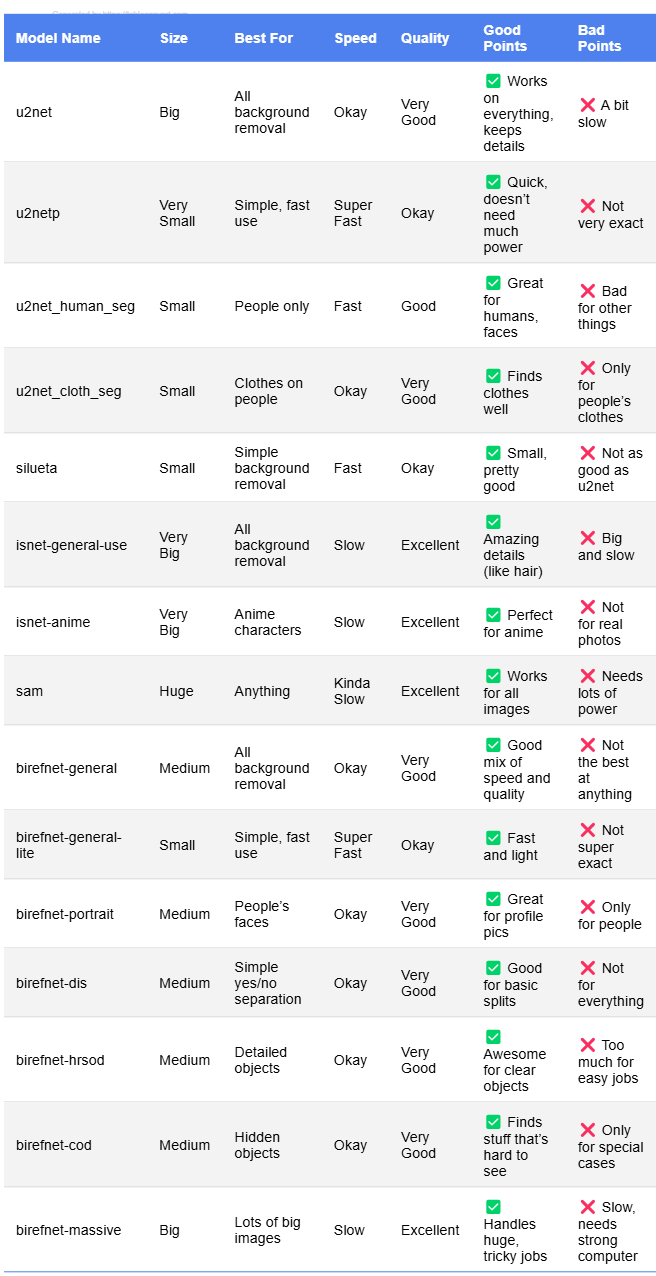 Model Name Size Best For Speed Quality Good Points Bad Points
u2net Big All background removal Okay Very Good ✅ Works on everything, keeps details ❌ A bit slow
u2netp Very Small Simple, fast use Super Fast Okay ✅ Quick, doesn't need much power ❌ Not very exact
u2net_human_seg Small People only Fast Good ✅ Great for humans, faces ❌ Bad for other things
u2net_cloth_seg Small Clothes on people Okay Very Good ✅ Finds clothes well ❌ Only for people's clothes
silueta Small Simple background removal Fast Okay ✅ Small, pretty good ❌ Not as good as u2net
isnet-general-use Very Big All background removal Slow Excellent ✅ Amazing details (like hair) ❌ Big and slow
isnet-anime Very Big Anime characters Slow Excellent ✅ Perfect for anime ❌ Not for real photos
sam Huge Anything Kinda Slow Excellent ✅ Works for all images ❌ Needs lots of power
birefnet-general Medium All background removal Okay Very Good ✅ Good mix of speed and quality ❌ Not the best at anything
birefnet-general-lite Small Simple, fast use Super Fast Okay ✅ Fast and light ❌ Not super exact
birefnet-portrait Medium People's faces Okay Very Good ✅ Great for profile pics ❌ Only for people
birefnet-dis Medium Simple yes/no separation Okay Very Good ✅ Good for basic splits ❌ Not for everything
birefnet-hrsod Medium Detailed objects Okay Very Good ✅ Awesome for clear objects ❌ Too much for easy jobs
birefnet-cod Medium Hidden objects Okay Very Good ✅ Finds stuff that's hard to see ❌ Only for special cases
birefnet-massive Big Lots of big images Slow Excellent ✅ Handles huge, tricky jobs ❌ Slow, needs strong computer